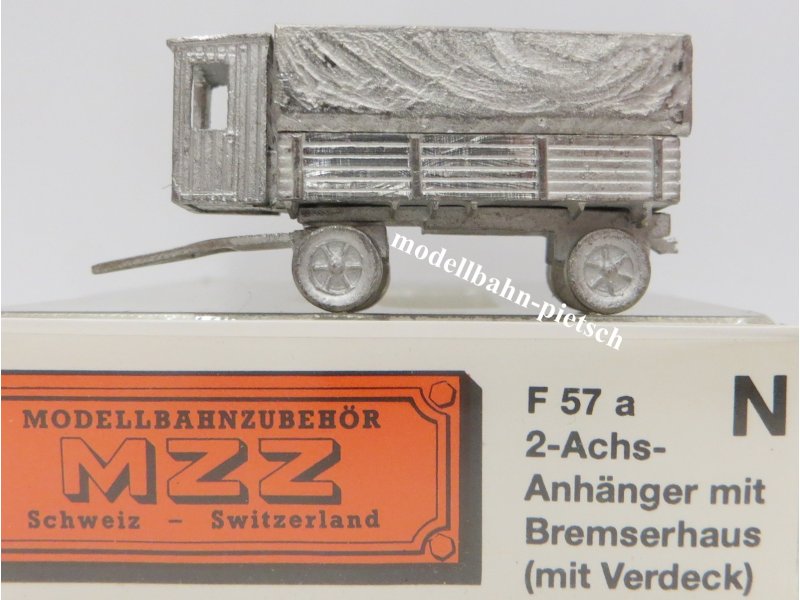 modellbahn-pietsch
MODELLBAHNZUBEHÖR
MZZ
Schweiz - Switzerland
F 57 a
N
2-Achs-
Anhänger mit
Bremserhaus
(mit Verdeck)